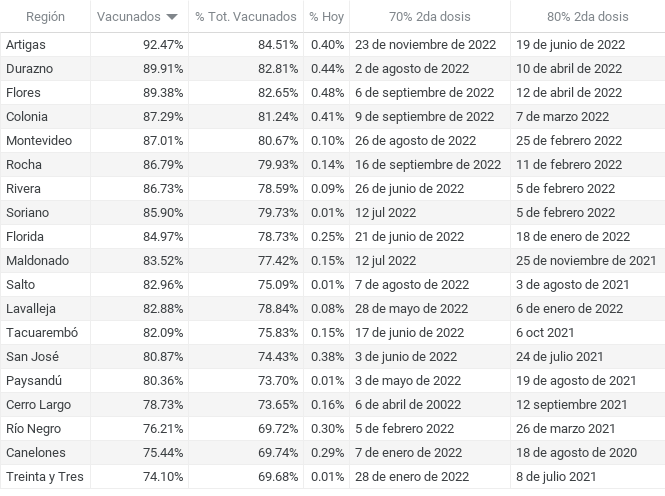 Región Vacunados % Tot. Vacunados % Hoy 70% 2da dosis 80% 2da dosis
Artigas 92.47% 84.51% 0.40% 23 de noviembre de 2022 19 de junio de 2022
Durazno 89.91% 82.81% 0.44% 2 de agosto de 2022 10 de abril de 2022
Flores 89.38% 82.65% 0.48% 6 de septiembre de 2022 12 de abril de 2022
Colonia 87.29% 81.24% 0.41% 9 de septiembre de 2022 7 de marzo 2022
Montevideo 87.01% 80.67% 0.10% 26 de agosto de 2022 25 de febrero 2022
Rocha 86.79% 79.93% 0.14% 16 de septiembre de 2022 11 de febrero 2022
Rivera 86.73% 78.59% 0.09% 26 de junio de 2022 5 de febrero 2022
Soriano 85.90% 79.73% 0.01% 12 jul 2022 5 de febrero 2022
Florida 84.97% 78.73% 0.25% 21 de junio de 2022 18 de enero de 2022
Maldonado 83.52% 77.42% 0.15% 12 jul 2022 25 de noviembre de 2021
Salto 82.96% 75.09% 0.01% 7 de agosto de 2022 3 de agosto de 2021
Lavalleja 82.88% 78.84% 0.08% 28 de mayo de 2022 6 de enero de 2022
Tacuarembó 82.09% 75.83% 0.15% 17 de junio de 2022 6 oct 2021
San José 80.87% 74.43% 0.38% 3 de junio de 2022 24 de julio 2021
Paysandú 80.36% 73.70% 0.01% 3 de mayo de 2022 19 de agosto de 2021
Cerro Largo 78.73% 73.65% 0.16% 6 de abril de 20022 12 septiembre 2021
Río Negro 76.21% 69.72% 0.30% 5 de febrero 2022 26 de marzo 2021
Canelones 75.44% 69.74% 0.29% 7 de enero de 2022 18 de agosto de 2020
Treinta y Tres 74.10% 69.68% 0.01% 28 de enero de 2022 8 de julio 2021